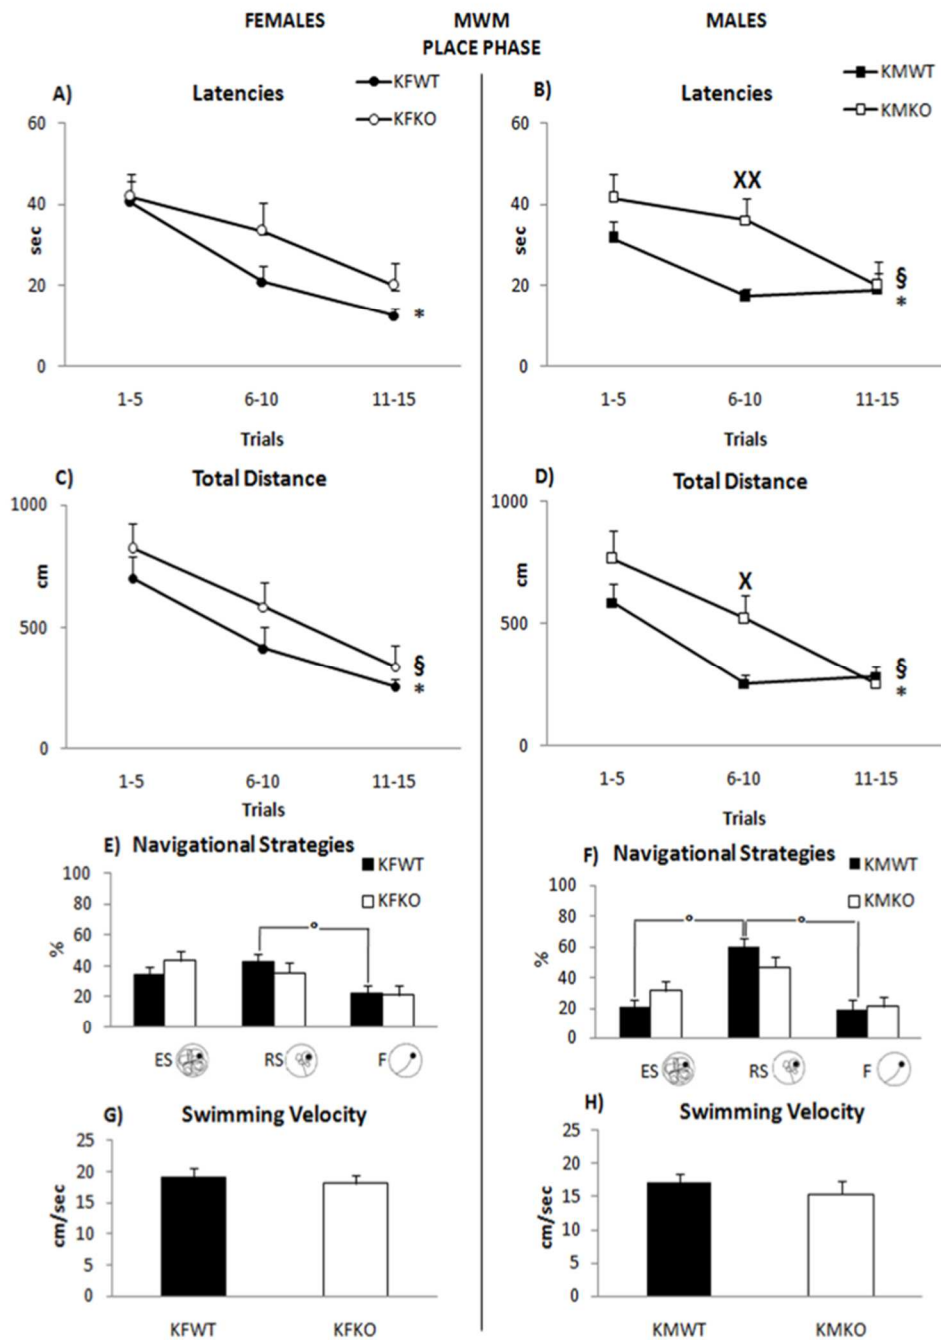 FEMALES MWM MALES
PLACE PHASE
A) Latencies
KFWT
KFKO
60
40
20
0
sec
*
1-5 6-10 11-15
Trials
B) Latencies
KMWT
KMKO
60
40
20
0
sec
XX
§
*
1-5 6-10 11-15
Trials
C) Total Distance
1000
500
0
cm
§
*
1-5 6-10 11-15
Trials
D) Total Distance
1000
500
0
cm
X
§
*
1-5 6-10 11-15
Trials
E) Navigational Strategies
KFWT
KFKO
100
80
60
40
20
0
%
°
ES RS F
F) Navigational Strategies
KMWT
KMKO
100
80
60
40
20
0
%
° °
ES RS F
G) Swimming Velocity
25
20
15
10
5
0
cm/sec
KFWT KFKO
H) Swimming Velocity
25
20
15
10
5
0
cm/sec
KMWT KMKO